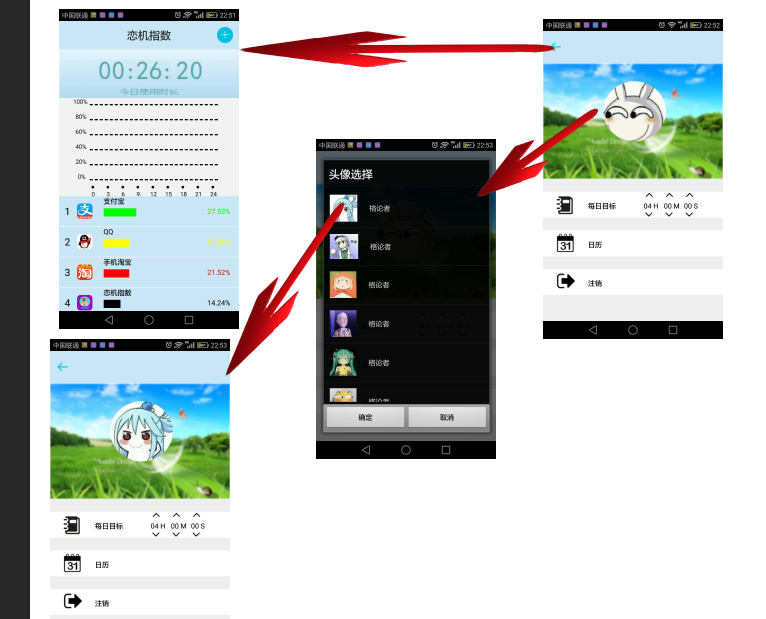 中国联通 22:51
恋机指数
00:26:20
今日使用时长
100%
80%
60%
40%
20%
0%
0 3 6 9 12 15 18 21 24
1 支付宝 27.53%
2 QQ
3 手机淘宝 21.52%
4 恋机指数 14.24%
中国联通 22:53
头像选择
格论者
格论者
格论者
格论者
格论者
格论者
确定 取消
中国联通 22:52
每日目标 04 H 00 M 00 S
31 日历
注销
中国联通 22:53
每日目标 04 H 00 M 00 S
31 日历
注销